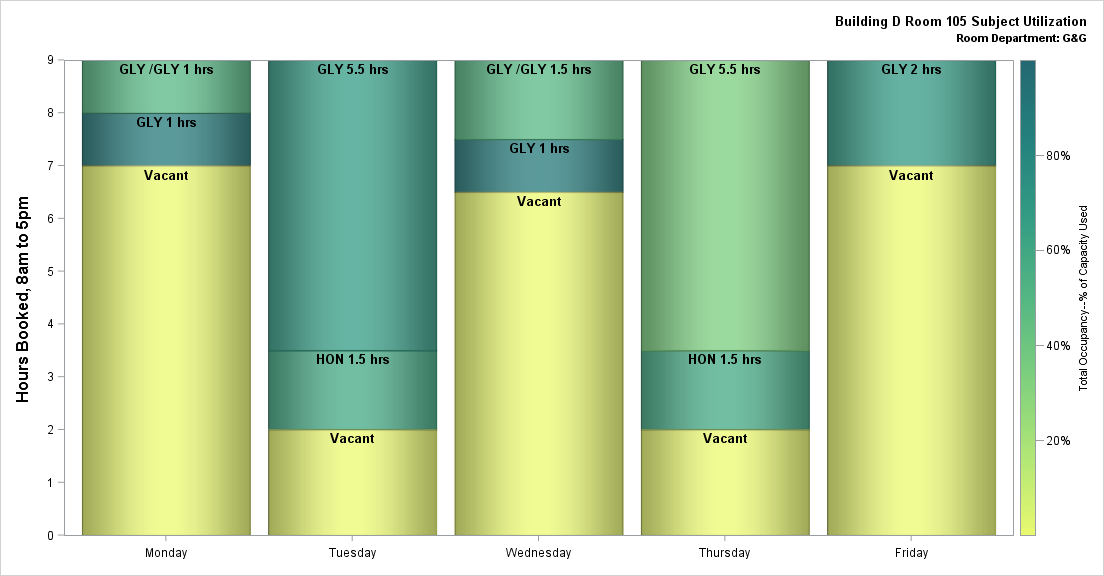 Building D Room 105 Subject Utilization
Room Department: G&G
Hours Booked, 8am to 5pm
9
8
7
6
5
4
3
2
1
0
GLY /GLY 1 hrs
GLY 1 hrs
Vacant
GLY 5.5 hrs
HON 1.5 hrs
Vacant
GLY /GLY 1.5 hrs
GLY 1 hrs
Vacant
GLY 5.5 hrs
HON 1.5 hrs
Vacant
GLY 2 hrs
Vacant
Monday
Tuesday
Wednesday
Thursday
Friday
80%
60%
40%
20%
Total Occupancy--% of Capacity Used